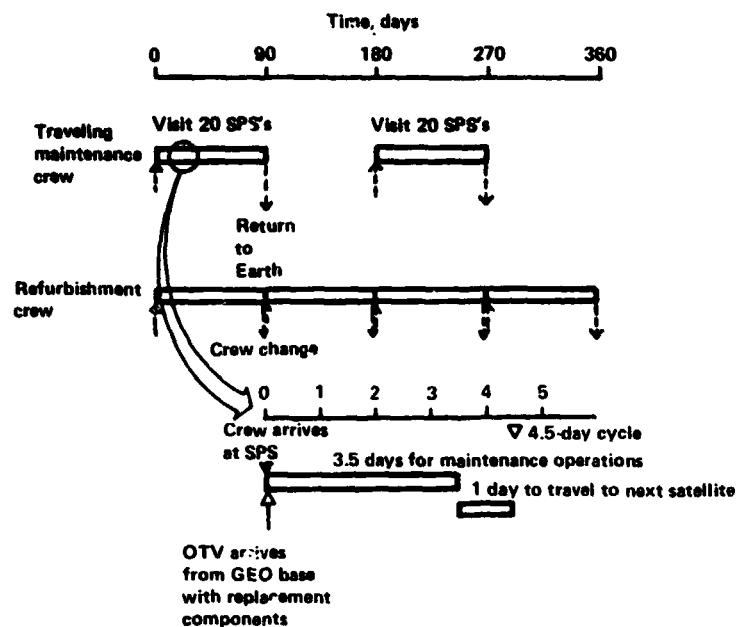 Time, days
0 90 180 270 360
Visit 20 SPS's Visit 20 SPS's
Traveling
maintenance
crew
Return
to
Earth
Refurbishment
crew
Crew change
0 1 2 3 4 5
Crew arrives
at SPS
4.5-day cycle
3.5 days for maintenance operations
1 day to travel to next satellite
OTV arrives
from GEO base
with replacement
components